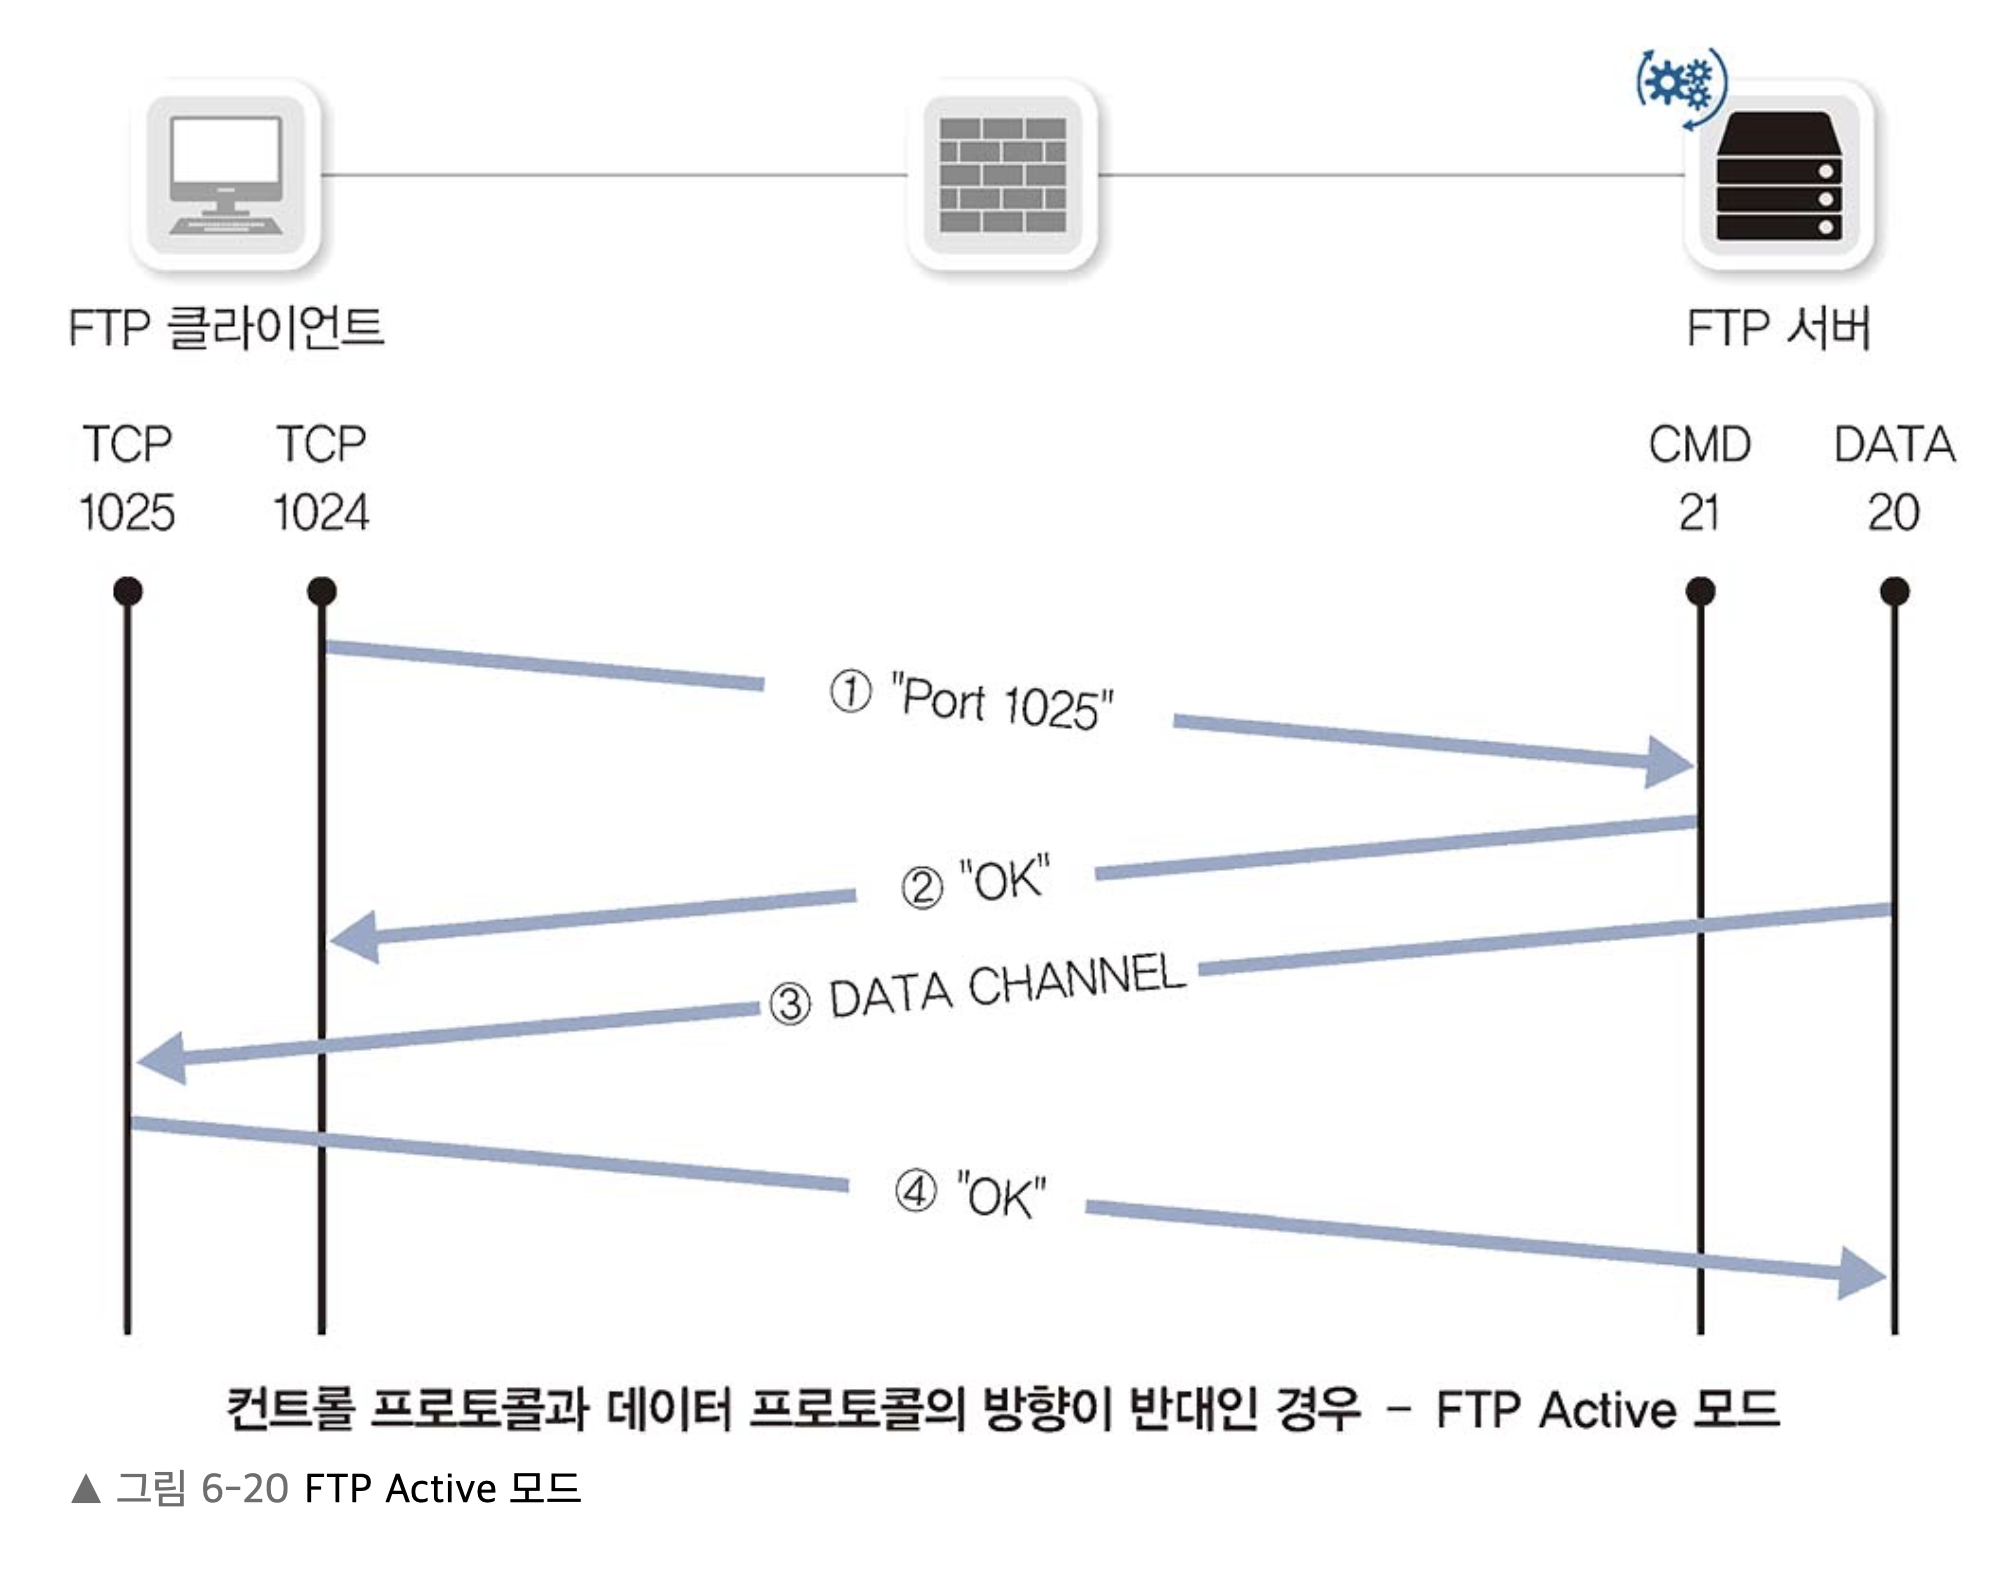 FTP 클라이언트
FTP 서버
TCP 1025
TCP 1024
CMD 21
DATA 20
① "Port 1025"
② "OK"
③ DATA CHANNEL
④ "OK"
컨트롤 프로토콜과 데이터 프로토콜의 방향이 반대인 경우 - FTP Active 모드
▲ 그림 6-20 FTP Active 모드